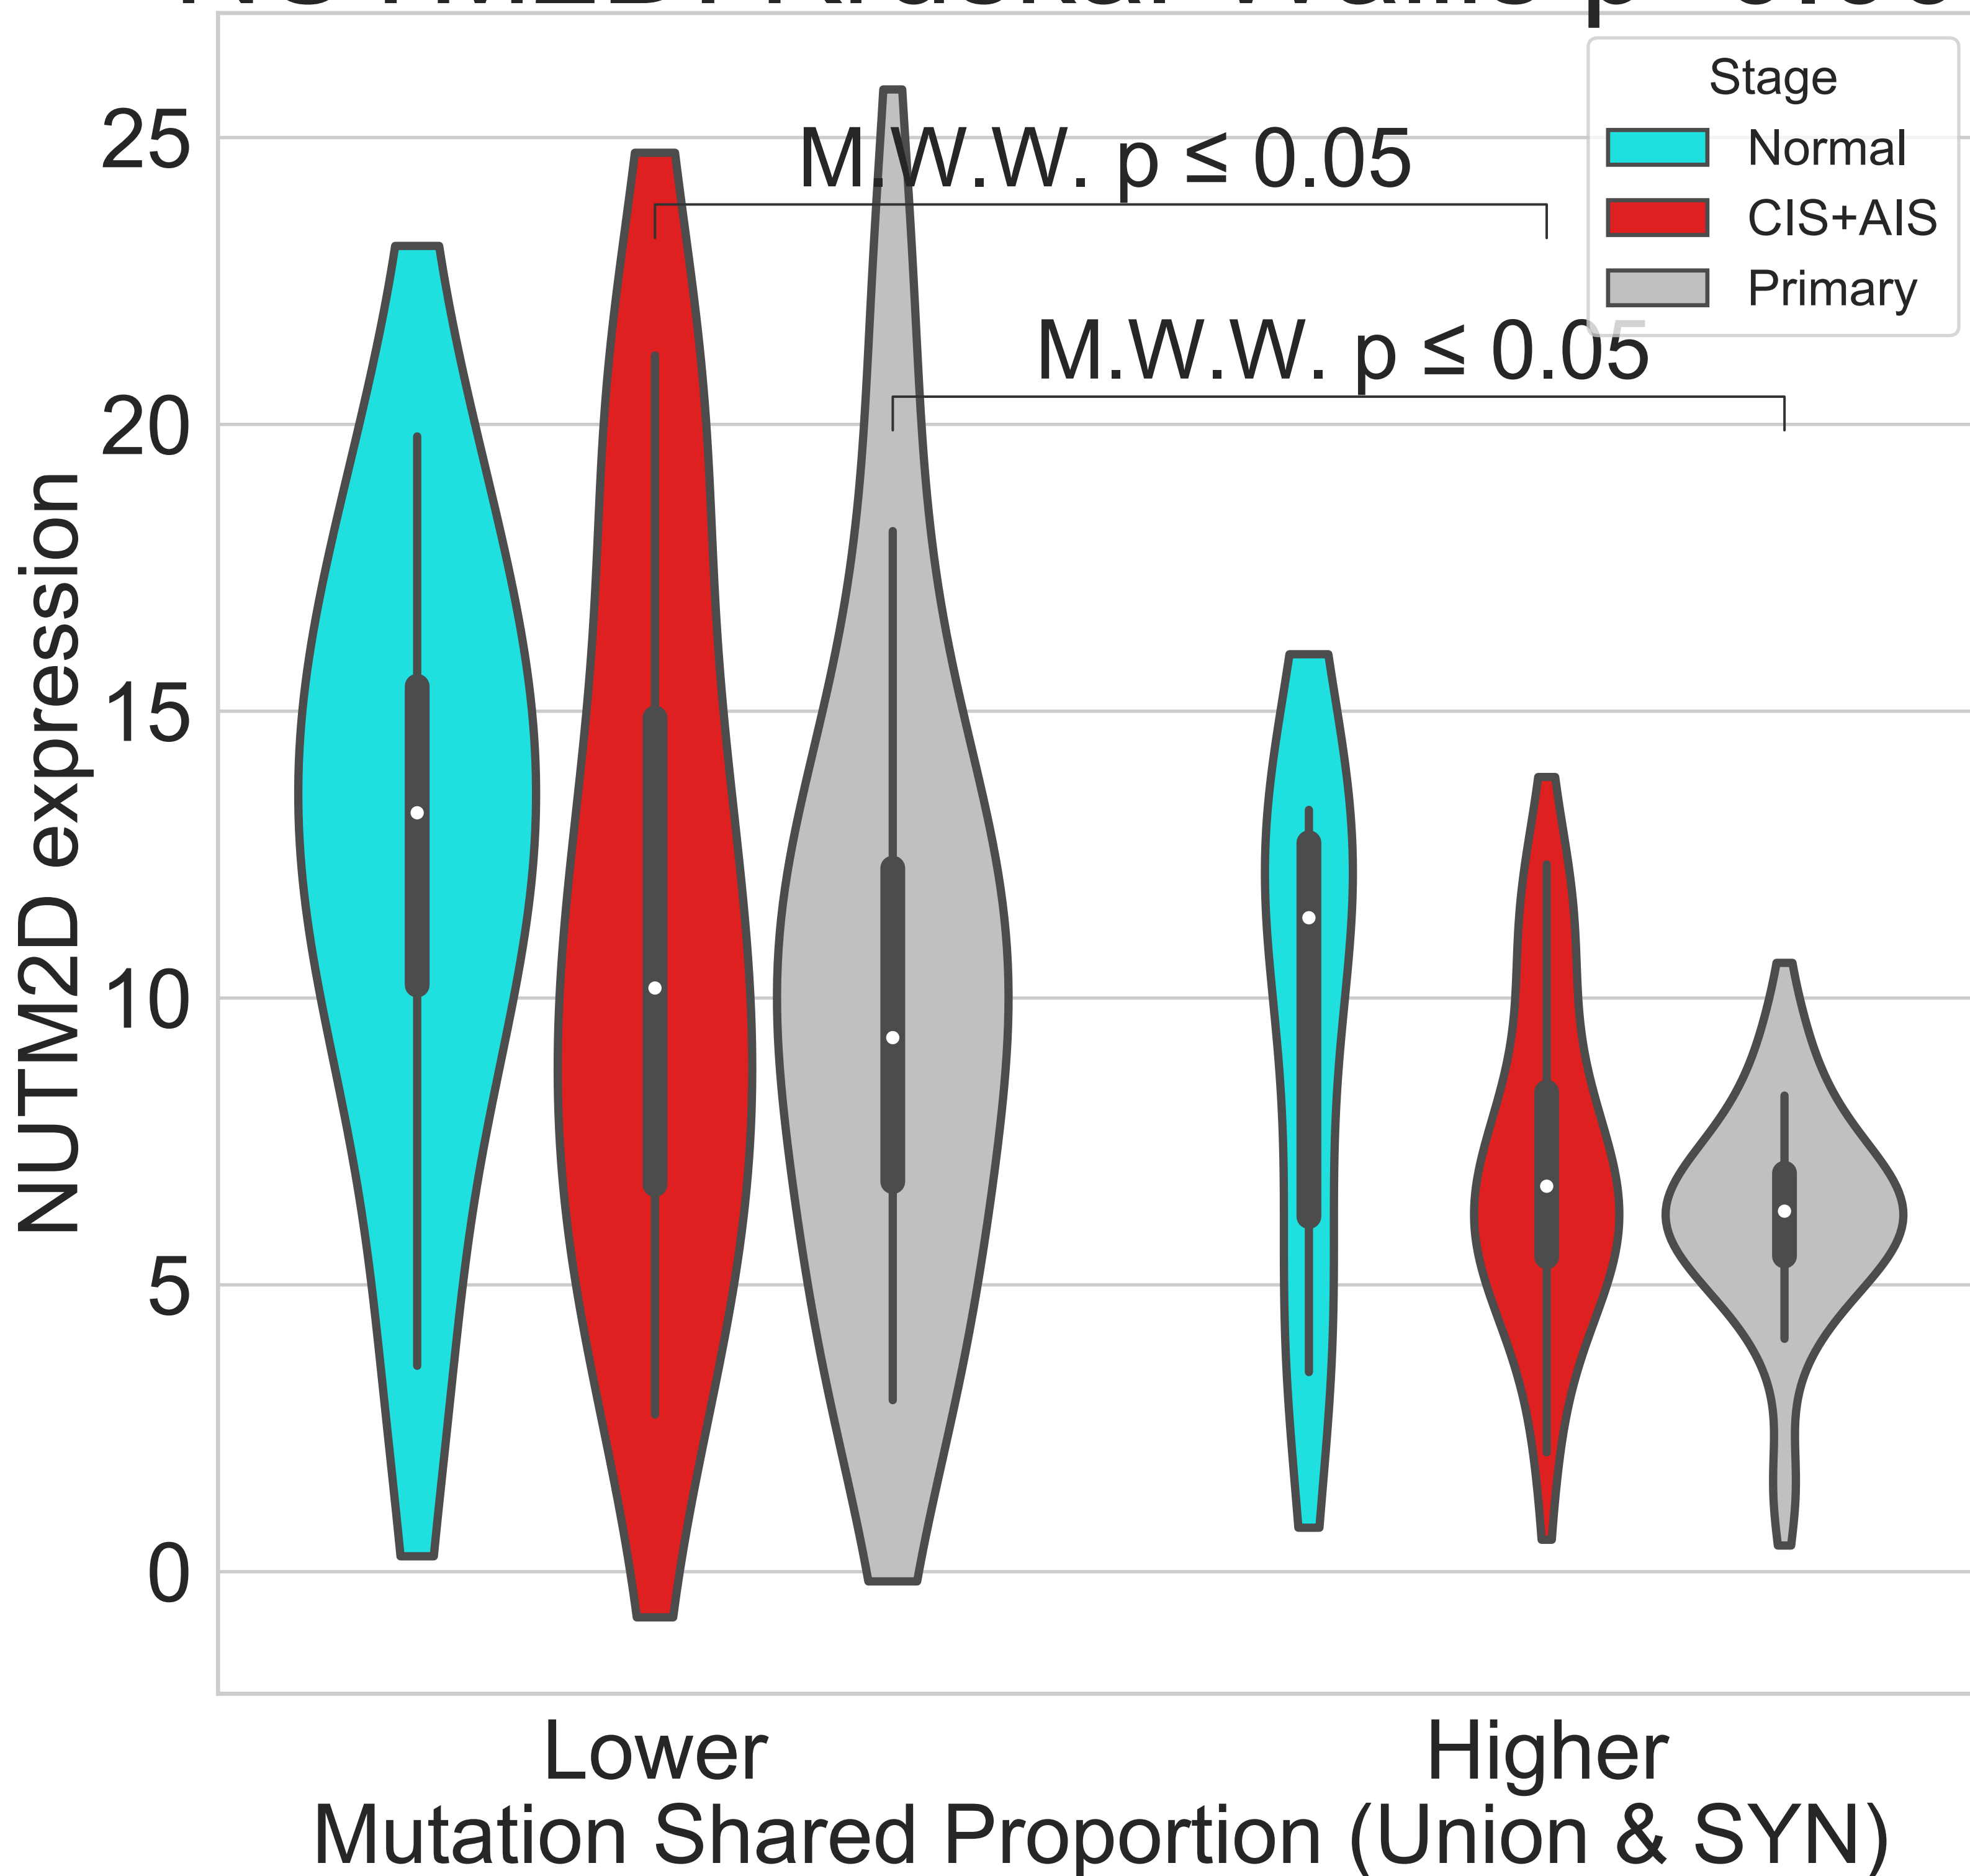 Stage
Normal
CIS+AIS
Primary
M.W.W. p ≤ 0.05
M.W.W. p ≤ 0.05
25
20
15
10
5
0
NUTM2D expression
Lower
Higher
Mutation Shared Proportion (Union & SYN)